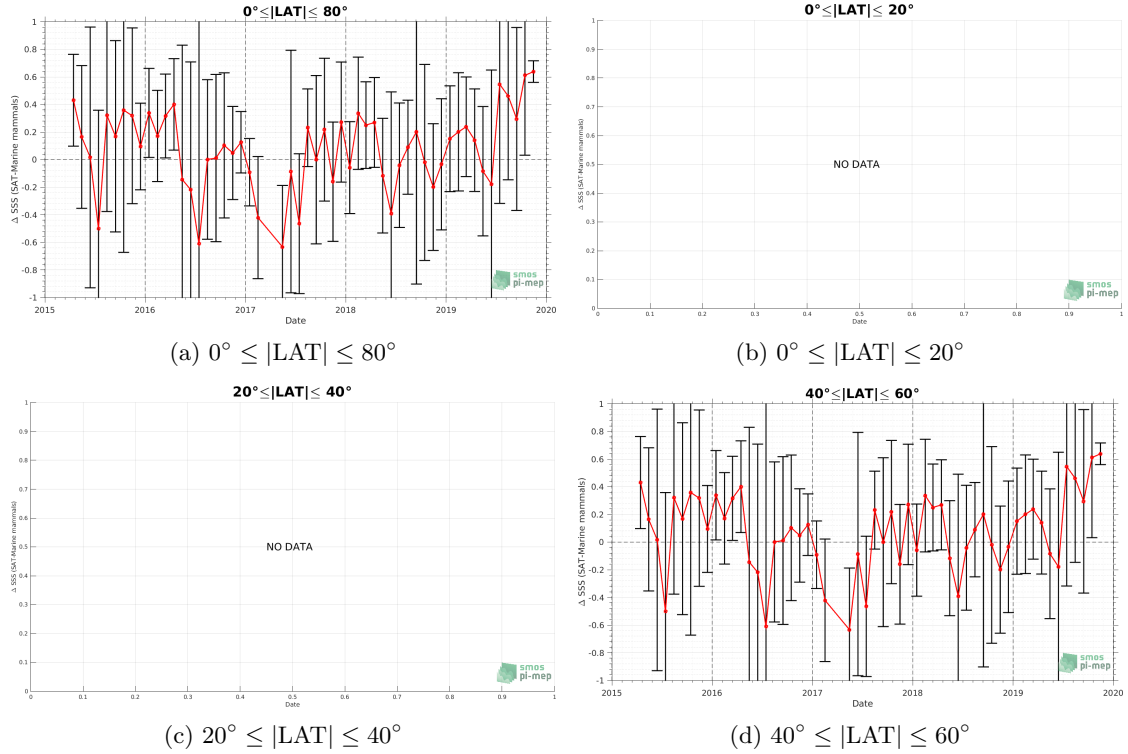 0°≤|LAT|≤ 80°
Δ SSS (SAT-Marine mammals)
1
0.8
0.6
0.4
0.2
0
-0.2
-0.4
-0.6
-0.8
-1
2015 2016 2017 2018 2019 2020
Date
smos
pi-mep
(a) 0° ≤ |LAT| ≤ 80°
0°≤|LAT|≤ 20°
Δ SSS (SAT-Marine mammals)
1
0.9
0.8
0.7
0.6
0.5
0.4
0.3
0.2
0.1
0
NO DATA
0 0.1 0.2 0.3 0.4 0.5 0.6 0.7 0.8 0.9 1
Date
smos
pi-mep
(b) 0° ≤ |LAT| ≤ 20°
20°≤|LAT|≤ 40°
Δ SSS (SAT-Marine mammals)
1
0.9
0.8
0.7
0.6
0.5
0.4
0.3
0.2
0.1
0
NO DATA
0 0.1 0.2 0.3 0.4 0.5 0.6 0.7 0.8 0.9 1
Date
smos
pi-mep
(c) 20° ≤ |LAT| ≤ 40°
40°≤|LAT|≤ 60°
Δ SSS (SAT-Marine mammals)
1
0.8
0.6
0.4
0.2
0
-0.2
-0.4
-0.6
-0.8
-1
2015 2016 2017 2018 2019 2020
Date
smos
pi-mep
(d) 40° ≤ |LAT| ≤ 60°